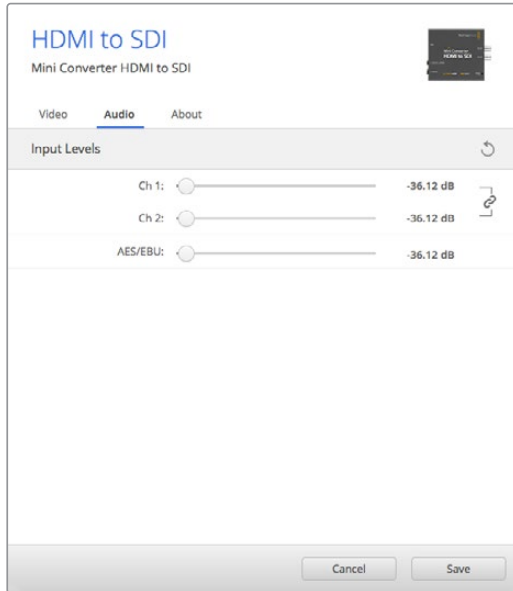 HDMI to SDI
Mini Converter HDMI to SDI
Video Audio About
Input Levels
Ch 1: -36.12 dB
Ch 2: -36.12 dB
AES/EBU: -36.12 dB
Cancel Save